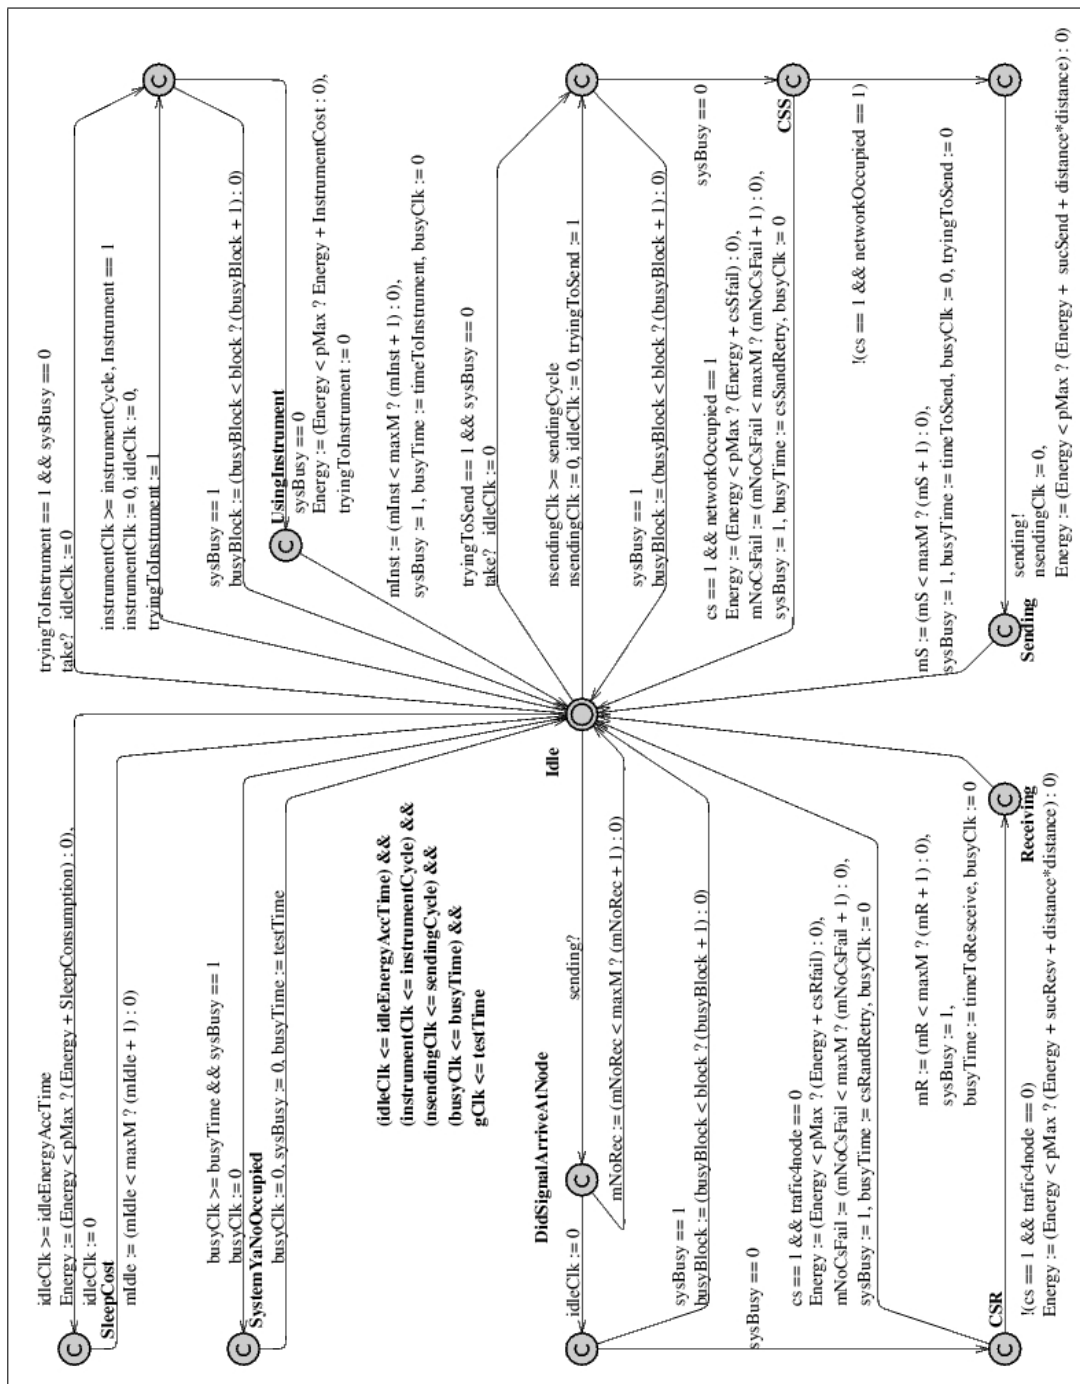 idleClk >= idleEnergyAccTime
Energy := (Energy < pMax ? (Energy + SleepConsumption) : 0),
idleClk := 0
SleepCost
mIdle := (mIdle < maxM ? (mIdle + 1) : 0)
tryingToInstrument == 1 && sysBusy == 0
take? idleClk := 0
instrumentClk >= instrumentCycle, Instrument == 1
instrumentClk := 0, idleClk := 0,
tryingToInstrument := 1
C
C
busyClk >= busyTime && sysBusy == 1
busyClk := 0
SystemYaNoOccupied
busyClk := 0, sysBusy := 0, busyTime := testTime
C
sysBusy == 1
busyBlock := (busyBlock < block ? (busyBlock + 1) : 0)
UsingInstrument
sysBusy == 0
Energy := (Energy < pMax ? Energy + InstrumentCost : 0),
tryingToInstrument := 0
C
mInst := (mInst < maxM ? (mInst + 1) : 0),
sysBusy := 1, busyTime := timeToInstrument, busyClk := 0
(idleClk <= idleEnergyAccTime) &&
(instrumentClk <= instrumentCycle) &&
(nsendingClk <= sendingCycle) &&
(busyClk <= busyTime) &&
gClk <= testTime
tryingToSend == 1 && sysBusy == 0
take? idleClk := 0
DidSignalArriveAtNode
Idle
nsendingClk >= sendingCycle
nsendingClk := 0, idleClk := 0, tryingToSend := 1
idleClk := 0
sending?
C
C
C
mNoRec := (mNoRec < maxM ? (mNoRec + 1) : 0)
sysBusy == 1
busyBlock := (busyBlock < block ? (busyBlock + 1) : 0)
sysBusy == 1
busyBlock := (busyBlock < block ? (busyBlock + 1) : 0)
sysBusy == 0
sysBusy == 0
cs == 1 && networkOccupied == 1
Energy := (Energy < pMax ? (Energy + csSfail) : 0),
mNoCsFail := (mNoCsFail < maxM ? (mNoCsFail + 1) : 0),
sysBusy := 1, busyTime := csSandRetry, busyClk := 0
CSS
C
cs == 1 && trafic4node == 0
Energy := (Energy < pMax ? (Energy + csRfail) : 0),
mNoCsFail := (mNoCsFail < maxM ? (mNoCsFail + 1) : 0),
sysBusy := 1, busyTime := csRandRetry, busyClk := 0
!(cs == 1 && networkOccupied == 1)
mR := (mR < maxM ? (mR + 1) : 0),
sysBusy := 1,
busyTime := timeToResceive, busyClk := 0
mS := (mS < maxM ? (mS + 1) : 0),
sysBusy := 1, busyTime := timeToSend, busyClk := 0, tryingToSend := 0
CSR
C
C
C
C
!(cs == 1 && trafic4node == 0)
Energy := (Energy < pMax ? (Energy + sucResv + distance*distance) : 0)
Receiving
Sending
sending!
nsendingClk := 0,
Energy := (Energy < pMax ? (Energy + sucSend + distance*distance) : 0)